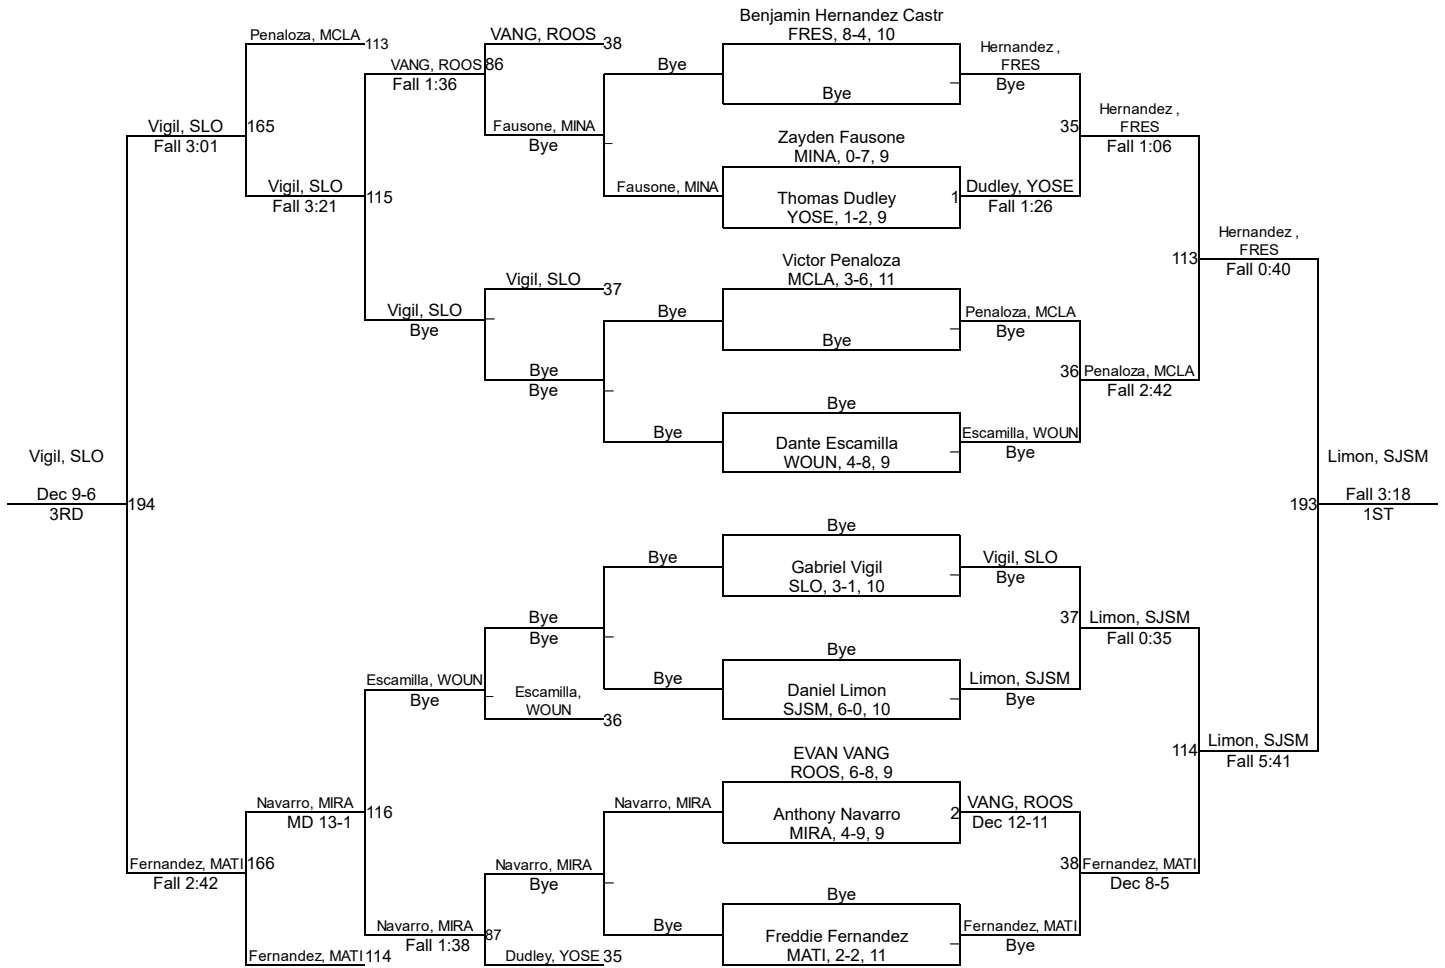 Benjamin Hernandez Castr
FRES, 8-4, 10
Bye
Zayden Fausone
MINA, 0-7, 9
Thomas Dudley
YOSE, 1-2, 9
1
Victor Penaloza
MCLA, 3-6, 11
Bye
Bye
Dante Escamilla
WOUN, 4-8, 9
Bye
Gabriel Vigil
SLO, 3-1, 10
Bye
Daniel Limon
SJSM, 6-0, 10
EVAN VANG
ROOS, 6-8, 9
Anthony Navarro
MIRA, 4-9, 9
2
Bye
Freddie Fernandez
MATI, 2-2, 11
Hernandez ,
FRES
Bye
35
Dudley, YOSE
Fall 1:26
Penaloza, MCLA
Bye
36
Escamilla, WOUN
Bye
Vigil, SLO
Bye
37
Limon, SJSM
Bye
VANG, ROOS
Dec 12-11
38
Fernandez, MATI
Bye
Hernandez ,
FRES
Fall 1:06
113
Penaloza, MCLA
Fall 2:42
Limon, SJSM
Fall 0:35
114
Fernandez, MATI
Dec 8-5
Hernandez ,
FRES
Fall 0:40
193
Limon, SJSM
Fall 5:41
Limon, SJSM
Fall 3:18
1ST
Bye
Fausone, MINA
Bye
Bye
Bye
Bye
Navarro, MIRA
Bye
VANG, ROOS
38
Fausone, MINA
Bye
Vigil, SLO
37
Bye
Bye
Bye
Bye
Escamilla,
WOUN
36
Navarro, MIRA
Bye
Dudley, YOSE
35
VANG, ROOS
86
Fall 1:36
Vigil, SLO
Bye
Escamilla, WOUN
Bye
Navarro, MIRA
87
Fall 1:38
Penaloza, MCLA
113
Vigil, SLO
115
Fall 3:21
Navarro, MIRA
116
MD 13-1
Fernandez, MATI
114
Vigil, SLO
165
Fall 3:01
Fernandez, MATI
166
Fall 2:42
Vigil, SLO
194
Dec 9-6
3RD